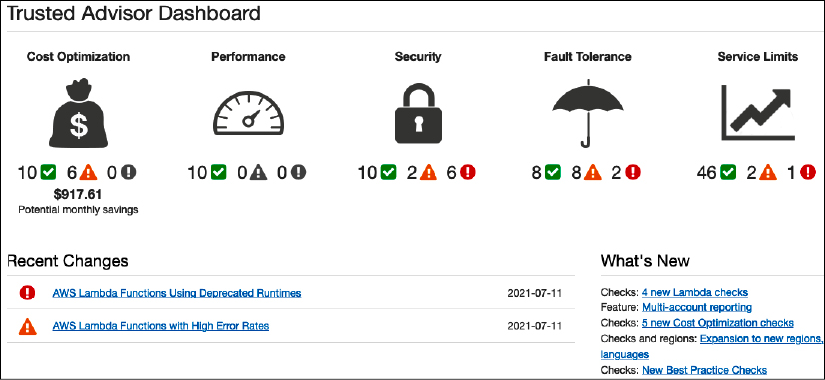 Trusted Advisor Dashboard
Cost Optimization
Performance
Security
Fault Tolerance
Service Limits
$
10 6 0
10 0 0
10 2 6
8 8 2
46 2 1
$917.61
Potential monthly savings
Recent Changes
AWS Lambda Functions Using Deprecated Runtimes 2021-07-11
AWS Lambda Functions with High Error Rates 2021-07-11
What's New
Checks: 4 new Lambda checks
Feature: Multi-account reporting
Checks: 5 new Cost Optimization checks
Checks and regions: Expansion to new regions,
languages
Checks: New Best Practice Checks